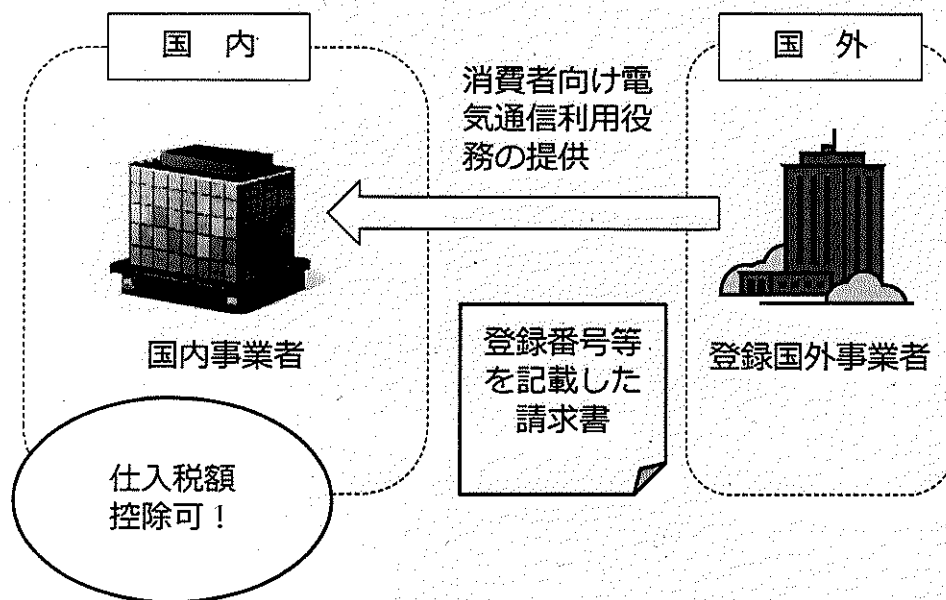 国 内
国 外
消費者向け電
気通信利用役
務の提供
国内事業者
登録番号等
を記載した
請求書
登録国外事業者
仕入税額
控除可！